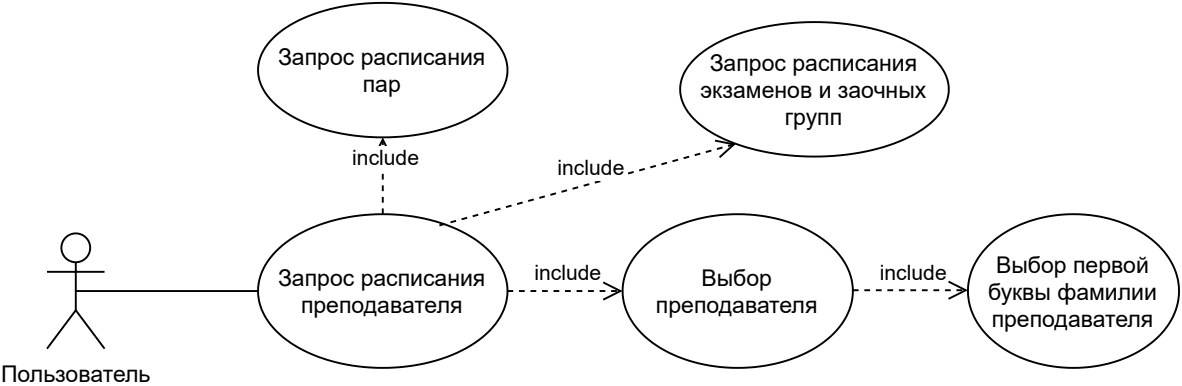 Запрос расписания
пар
Запрос расписания
экзаменов и заочных
групп
include
include
Запрос расписания
преподавателя
include
Выбор
преподавателя
include
Выбор первой
буквы фамилии
преподавателя
Пользователь